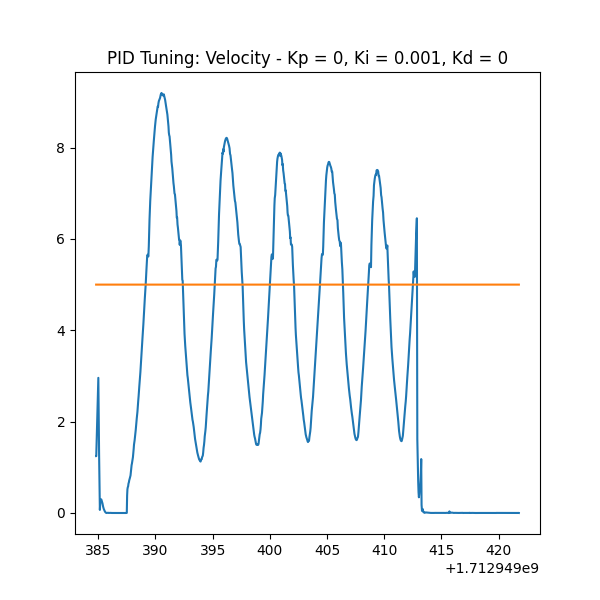 PID Tuning: Velocity - Kp = 0, Ki = 0.001, Kd = 0
8
6
4
2
0
385 390 395 400 405 410 415 420
+1.712949e9